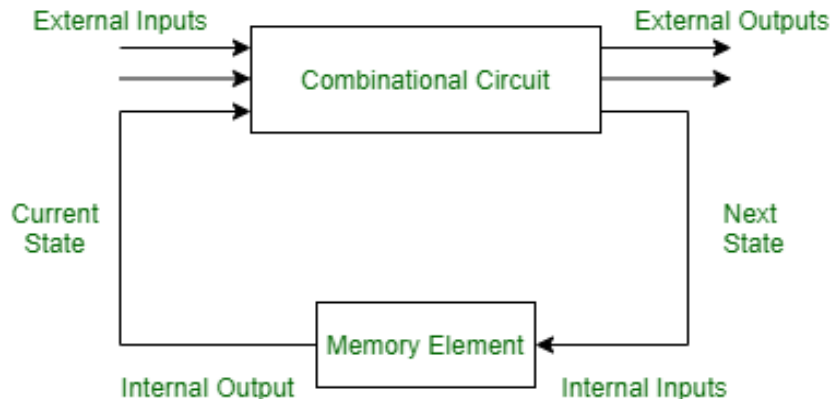 External Inputs
External Outputs
Combinational Circuit
Current
State
Next
State
Memory Element
Internal Output
Internal Inputs